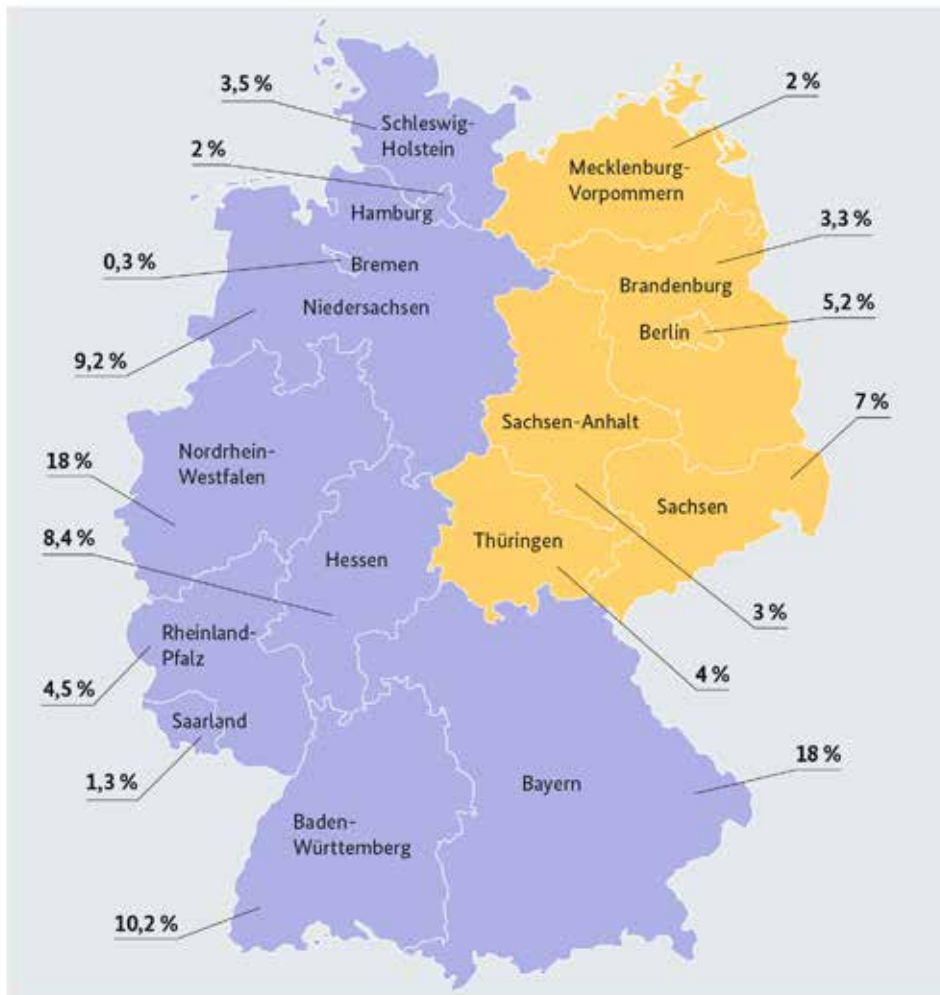 3,5 %
2 %
Schleswig-
Holstein
2 %
Mecklenburg-
Vorpommern
Hamburg
3,3 %
0,3 %
Bremen
Brandenburg
5,2 %
Niedersachsen
Berlin
9,2 %
7 %
Sachsen-Anhalt
Nordrhein-
Westfalen
18 %
Sachsen
8,4 %
Thüringen
Hessen
3 %
Rheinland-
Pfalz
4,5 %
4 %
Saarland
18 %
1,3 %
Bayern
Baden-
Württemberg
10,2 %